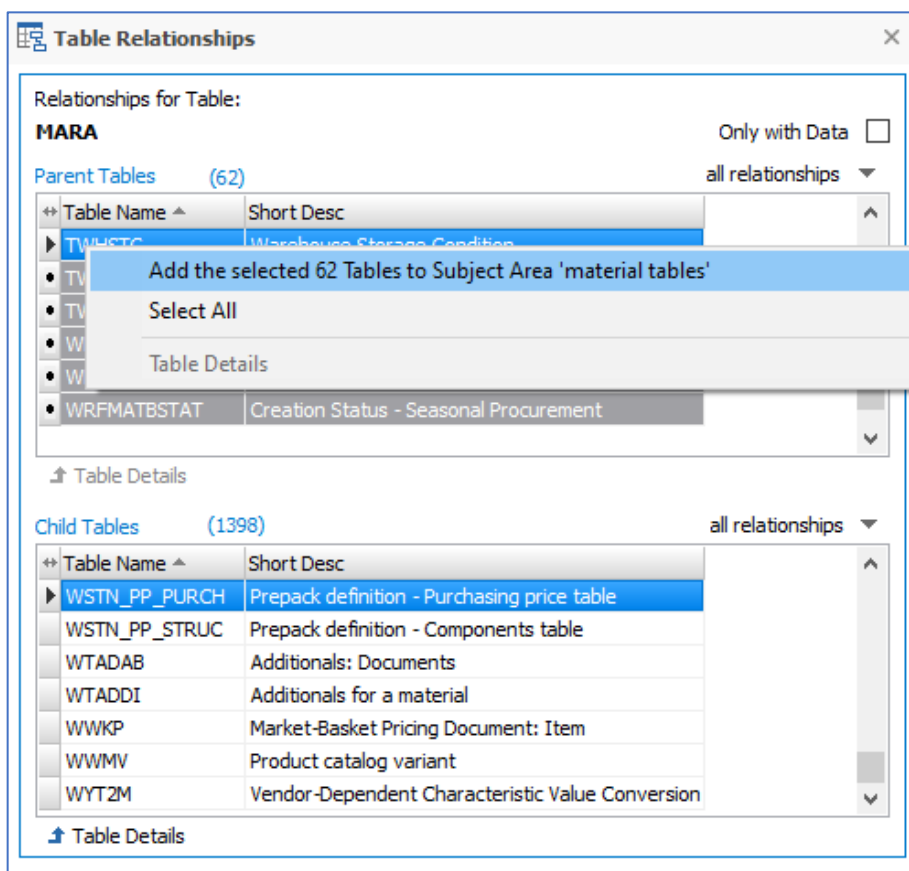 Table Relationships
Relationships for Table:
MARA Only with Data
Parent Tables (62) all relationships
Table Name Short Desc
Warehouse Storage Condition
Add the selected 62 Tables to Subject Area 'material tables'
Select All
Table Details
WRFMATBSTAT Creation Status - Seasonal Procurement
Table Details
Child Tables (1398) all relationships
Table Name Short Desc
WSTN_PP_PURCH Prepack definition - Purchasing price table
WSTN_PP_STRUC Prepack definition - Components table
WTADAB Additionals: Documents
WTADDI Additionals for a material
WWKP Market-Basket Pricing Document: Item
WWMV Product catalog variant
WYT2M Vendor-Dependent Characteristic Value Conversion
Table Details